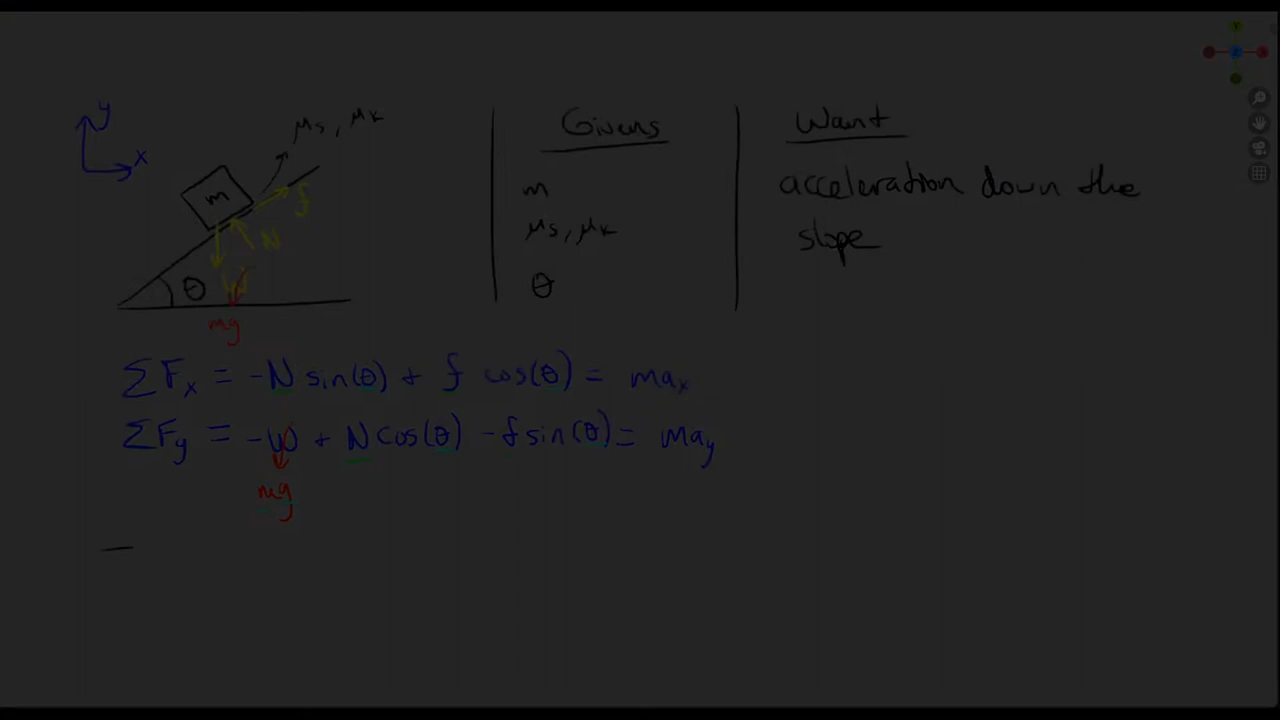 y
x
μs, μk
m
f
N
W
θ
mg
Givens
m
μs, μk
θ
Want
acceleration down the
slope
ΣFx = -N sin(θ) + f cos(θ) = max
ΣFy = -W + N cos(θ) - f sin(θ) = may
mg